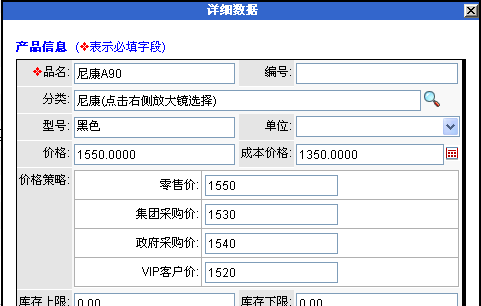 详细数据
产品信息 (❖表示必填字段)
❖品名: 尼康A90 编号:
分类: 尼康(点击右侧放大镜选择)
型号: 黑色 单位:
价格: 1550.0000 成本价格: 1350.0000
价格策略: 零售价: 1550
集团采购价: 1530
政府采购价: 1540
VIP客户价: 1520
库存上限: 0.00 库存下限: 0.00